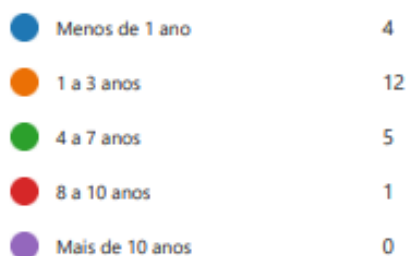 Menos de 1 ano 4
1 a 3 anos 12
4 a 7 anos 5
8 a 10 anos 1
Mais de 10 anos 0